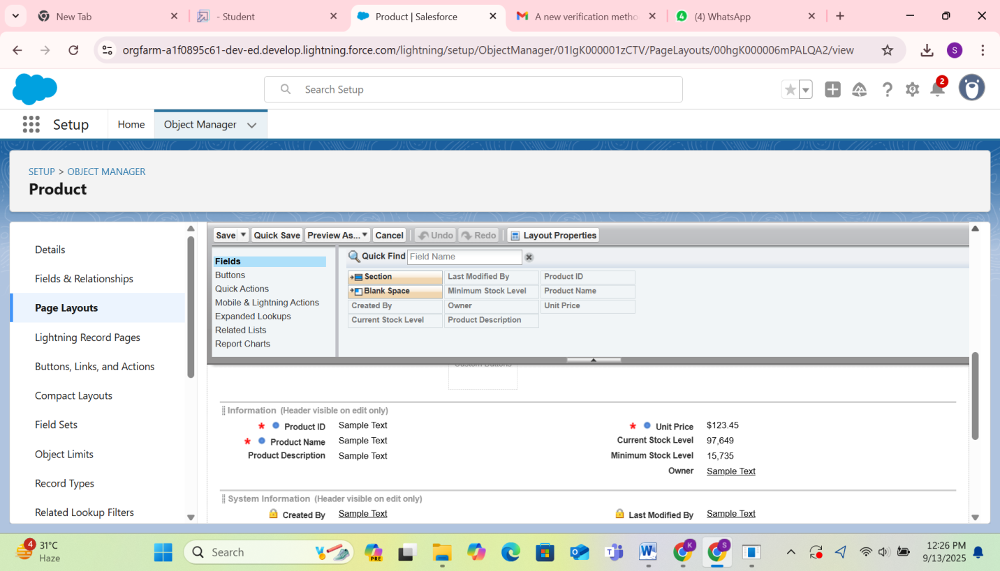 New Tab
- Student
Product | Salesforce
A new verification metho
4
(4) WhatsApp
orgfarm-a1f0895c61-dev-ed.develop.lightning.force.com/lightning/setup/ObjectManager/01IgK000001zCTV/PageLayouts/00hgK000006mPALQA2/view
S
Search Setup
2
Setup
Home
Object Manager
SETUP > OBJECT MANAGER
Product
Details
Fields & Relationships
Page Layouts
Lightning Record Pages
Buttons, Links, and Actions
Compact Layouts
Field Sets
Object Limits
Record Types
Related Lookup Filters
Save Quick Save Preview As... Cancel Undo Redo Layout Properties
Fields
Buttons
Quick Actions
Mobile & Lightning Actions
Expanded Lookups
Related Lists
Report Charts
Quick Find Field Name
Section Last Modified By Product ID
Blank Space Minimum Stock Level Product Name
Created By Owner Unit Price
Current Stock Level Product Description
Custom Buttons
Information (Header visible on edit only)
* Product ID Sample Text * Unit Price $123.45
* Product Name Sample Text Current Stock Level 97,649
Product Description Sample Text Minimum Stock Level 15,735
Owner Sample Text
System Information (Header visible on edit only)
Created By Sample Text Last Modified By Sample Text
4
31°C
Haze
Search
PRE
T
W
K
S
12:26 PM
9/13/2025